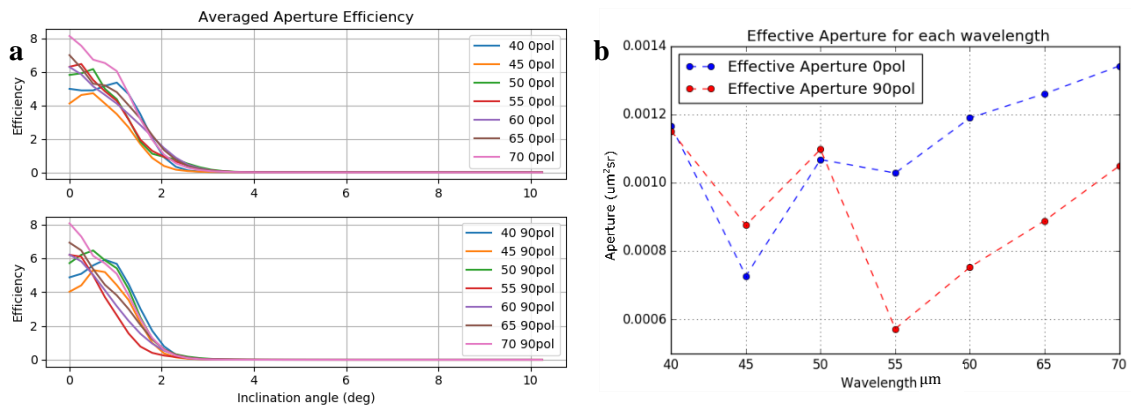 a
Averaged Aperture Efficiency
Efficiency
8
6
4
2
0
40 0pol
45 0pol
50 0pol
55 0pol
60 0pol
65 0pol
70 0pol
0 2 4 6 8 10
Efficiency
8
6
4
2
0
40 90pol
45 90pol
50 90pol
55 90pol
60 90pol
65 90pol
70 90pol
0 2 4 6 8 10
Inclination angle (deg)
b
Effective Aperture for each wavelength
Aperture (um²sr)
0.0014
0.0012
0.0010
0.0008
0.0006
Effective Aperture 0pol
Effective Aperture 90pol
40 45 50 55 60 65 70
Wavelength μm